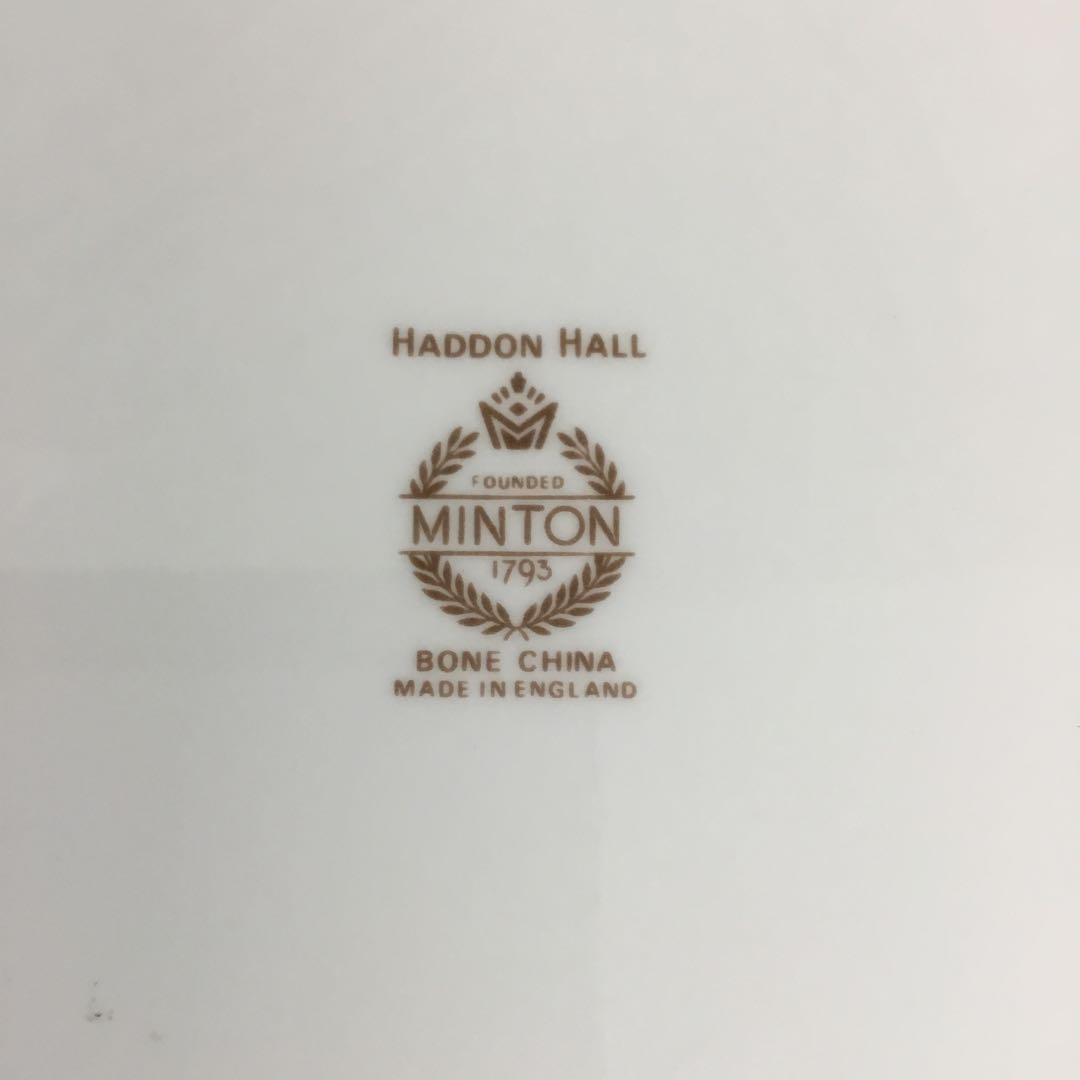 HADDON HALL
FOUNDED
MINTON
1793
BONE CHINA
MADE IN ENGLAND